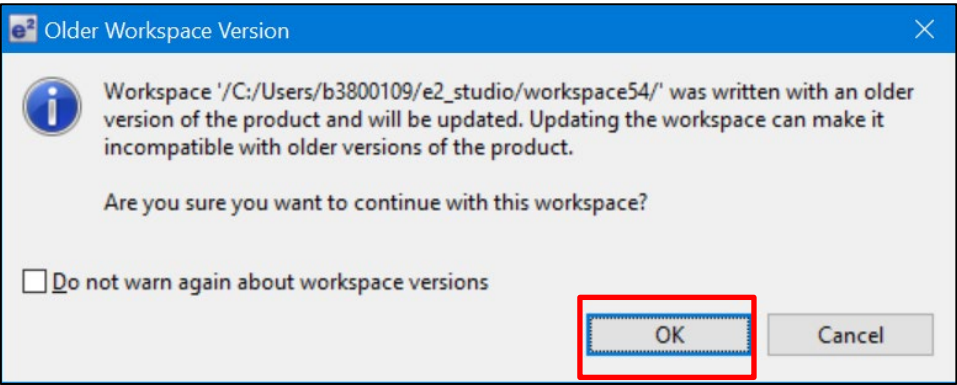 e² Older Workspace Version
Workspace '/C:/Users/b3800109/e2_studio/workspace54/' was written with an older
version of the product and will be updated. Updating the workspace can make it
incompatible with older versions of the product.
Are you sure you want to continue with this workspace?
Do not warn again about workspace versions
OK Cancel